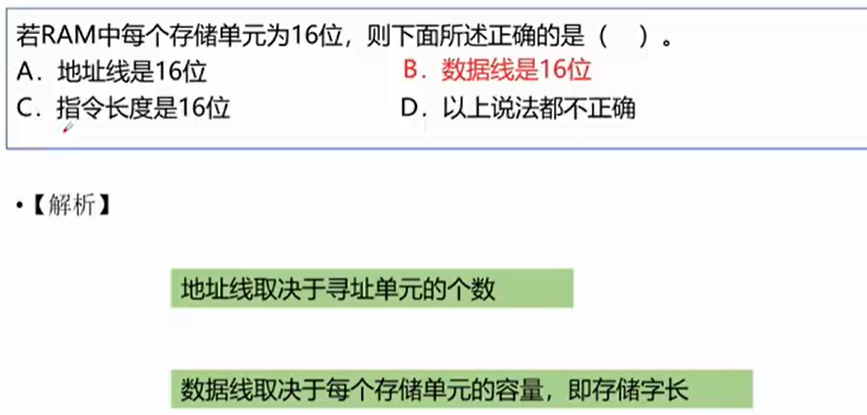 若RAM中每个存储单元为16位，则下面所述正确的是（　）。
A．地址线是16位　B．数据线是16位
C．指令长度是16位　D．以上说法都不正确
•【解析】
地址线取决于寻址单元的个数
数据线取决于每个存储单元的容量，即存储字长